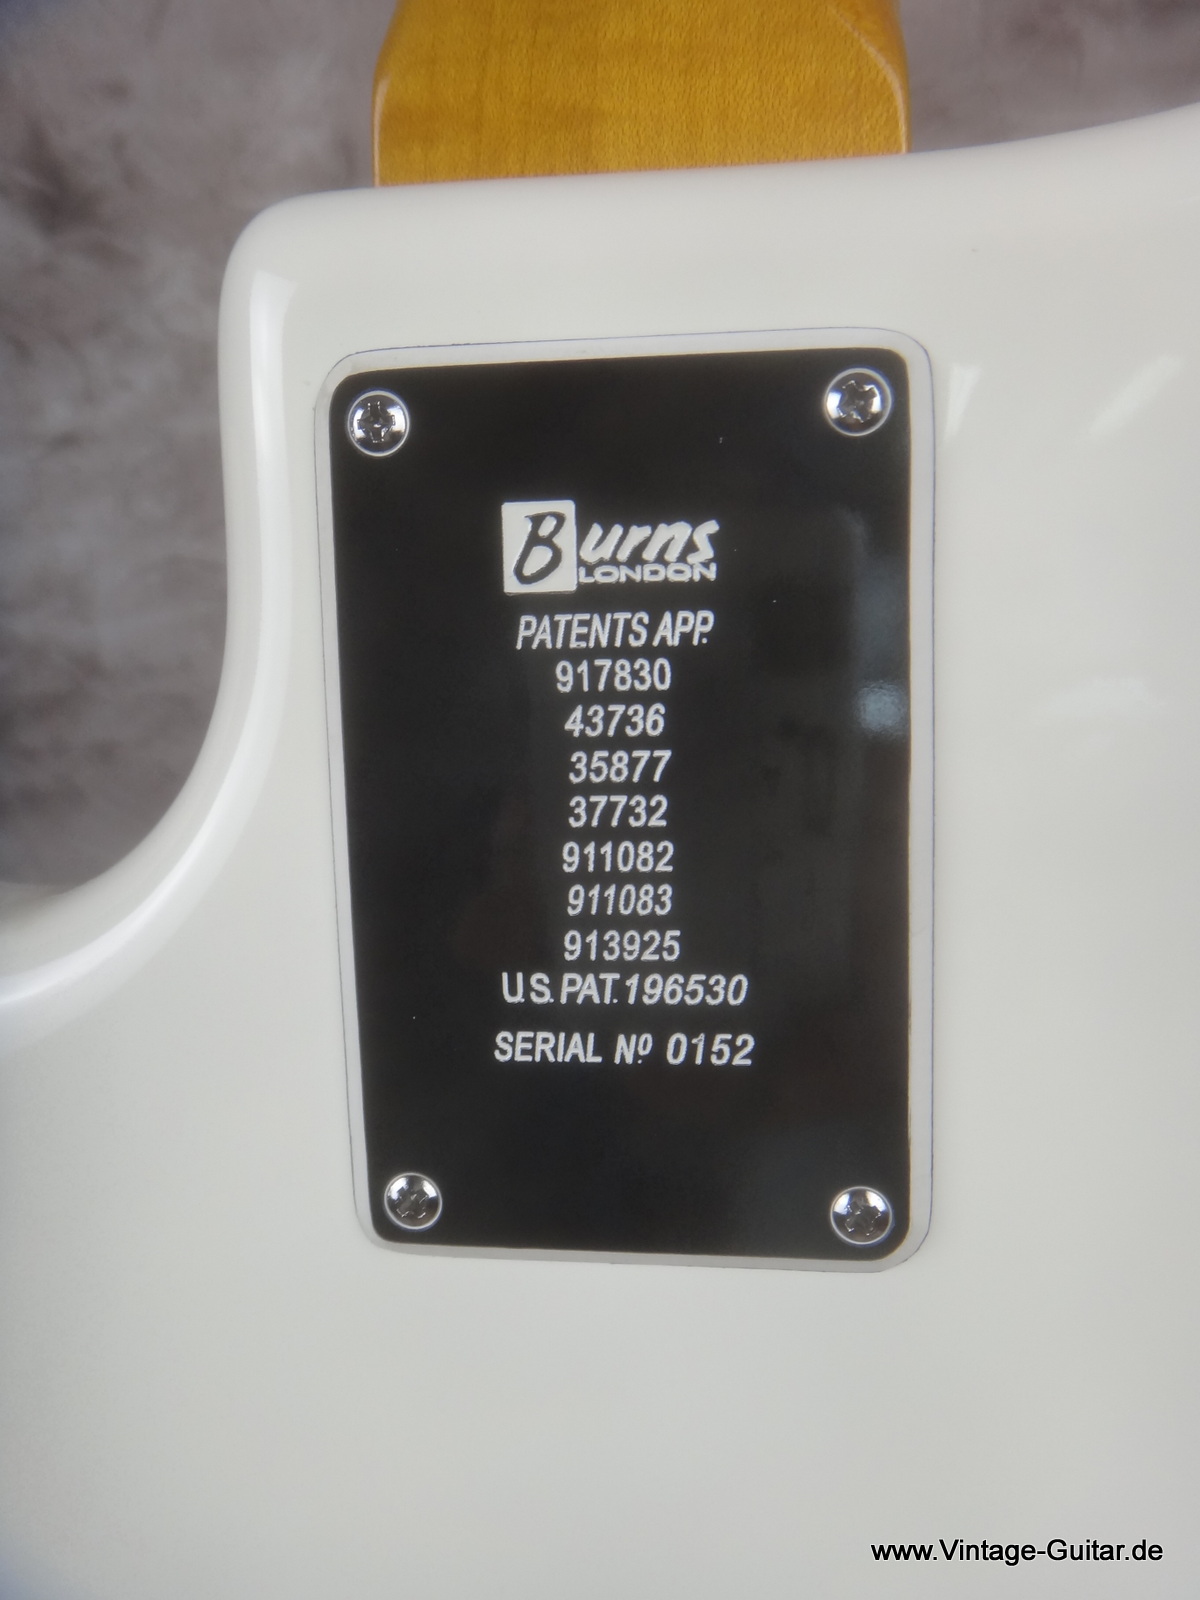 Burns
LONDON
PATENTS APP.
917830
43736
35877
37732
911082
911083
913925
U.S. PAT. 196530
SERIAL Nº 0152
www.Vintage-Guitar.de